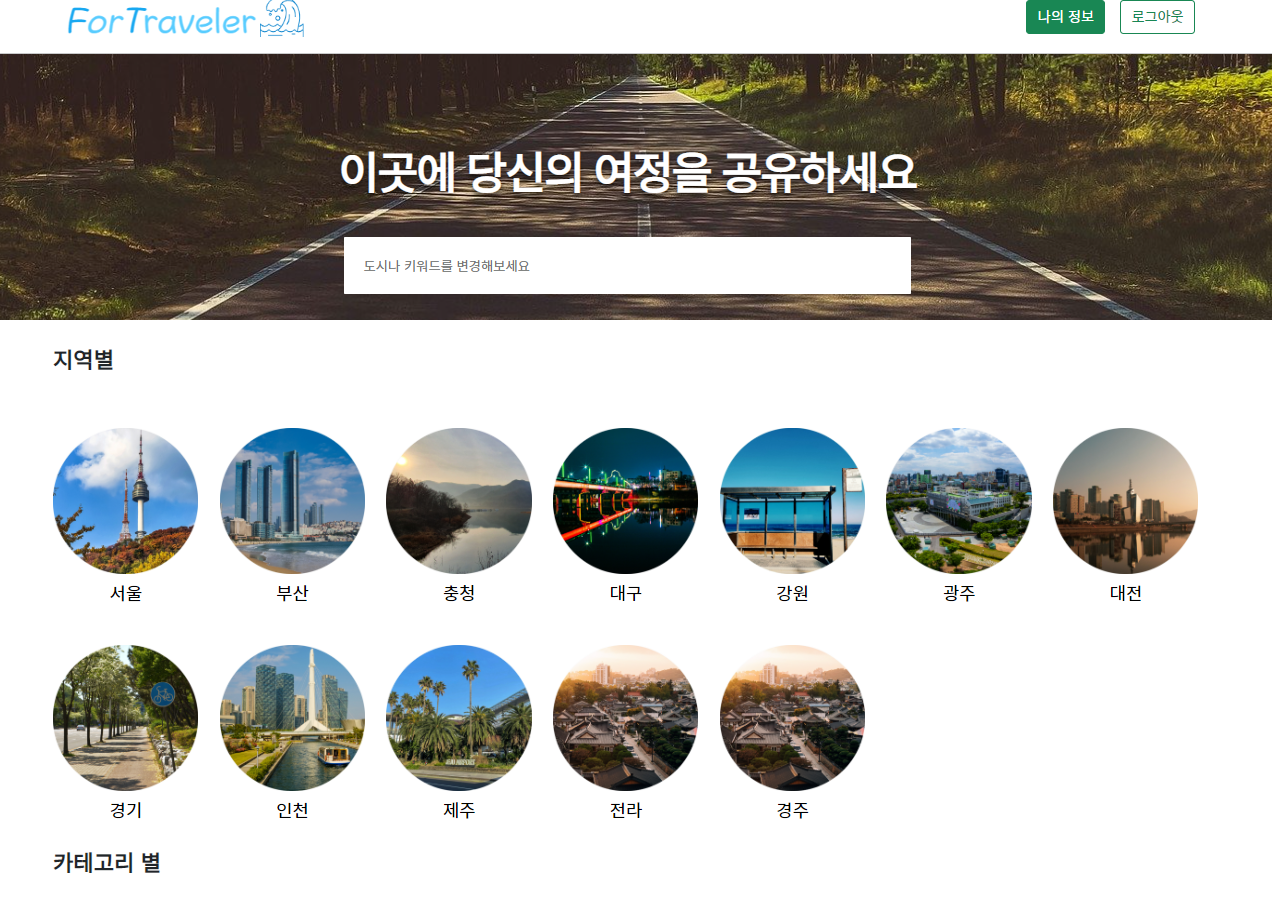 ForTraveler
나의 정보
로그아웃
이곳에 당신의 여정을 공유하세요
도시나 키워드를 변경해보세요
지역별
서울
부산
충청
대구
강원
광주
대전
경기
인천
제주
전라
경주
카테고리 별